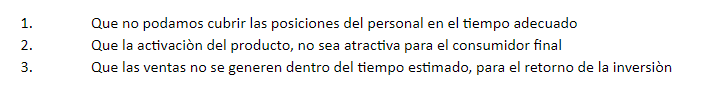 1. Que no podamos cubrir las posiciones del personal en el tiempo adecuado
2. Que la activaciòn del producto, no sea atractiva para el consumidor final
3. Que las ventas no se generen dentro del tiempo estimado, para el retorno de la inversiòn